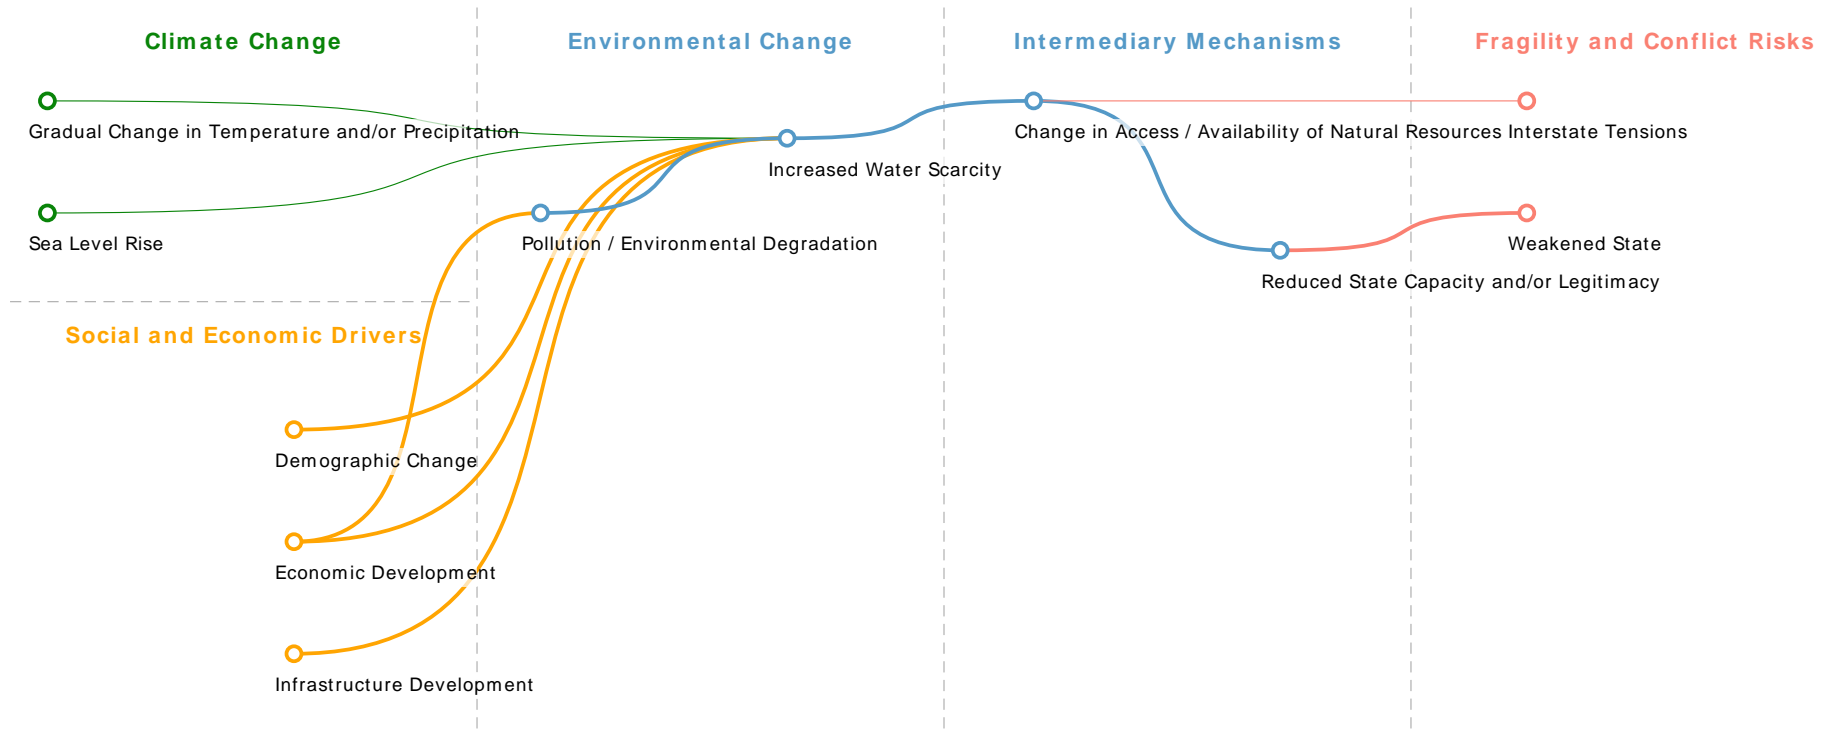 Climate Change
Environmental Change
Intermediary Mechanisms
Fragility and Conflict Risks
Gradual Change in Temperature and/or Precipitation
Change in Access / Availability of Natural Resources
Interstate Tensions
Increased Water Scarcity
Sea Level Rise
Pollution / Environmental Degradation
Weakened State
Reduced State Capacity and/or Legitimacy
Social and Economic Drivers
Demographic Change
Economic Development
Infrastructure Development